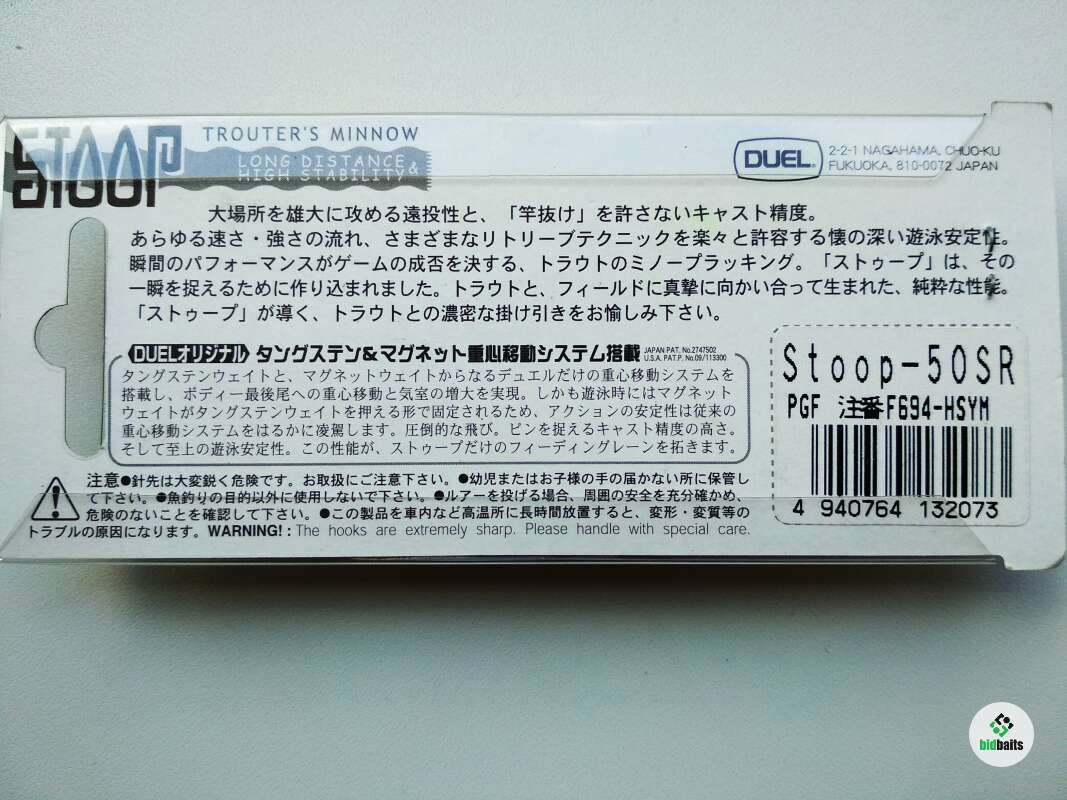 STOOP
TROUTER'S MINNOW
LONG DISTANCE &
HIGH STABILITY
DUEL
2-2-1 NAGAHAMA, CHUO-KU
FUKUOKA, 810-0072 JAPAN
大場所を雄大に攻める遠投性と、「竿抜け」を許さないキャスト精度。
あらゆる速さ・強さの流れ、さまざまなリトリーブテクニックを楽々と許容する懐の深い遊泳安定性。
瞬間のパフォーマンスがゲームの成否を決する、トラウトのミノープラッキング。「ストゥープ」は、その
一瞬を捉えるために作り込まれました。トラウトと、フィールドに真摯に向かい合って生まれた、純粋な性能。
「ストゥープ」が導く、トラウトとの濃密な掛け引きをお愉しみ下さい。
DUELオリジナル タングステン&マグネット重心移動システム搭載 JAPAN PAT. No.2747502
U.S.A. PAT.P. No.09/113300
タングステンウェイトと、マグネットウェイトからなるデュエルだけの重心移動システムを
搭載し、ボディー最後尾への重心移動と気室の増大を実現。しかも遊泳時にはマグネット
ウェイトがタングステンウェイトを押える形で固定されるため、アクションの安定性は従来の
重心移動システムをはるかに凌駕します。圧倒的な飛び。ピンを捉えるキャスト精度の高さ。
そして至上の遊泳安定性。この性能が、ストゥープだけのフィーディングレーンを拓きます。
Stoop-50SR
PGF 注番F694-HSYM
4 940764 132073
注意●針先は大変鋭く危険です。お取扱にご注意下さい。●幼児またはお子様の手の届かない所に保管し
て下さい。●魚釣りの目的以外に使用しないで下さい。●ルアーを投げる場合、周囲の安全を充分確かめ、
危険のないことを確認して下さい。●この製品を車内など高温所に長時間放置すると、変形・変質等の
トラブルの原因になります。WARNING!: The hooks are extremely sharp. Please handle with special care.
bidbaits